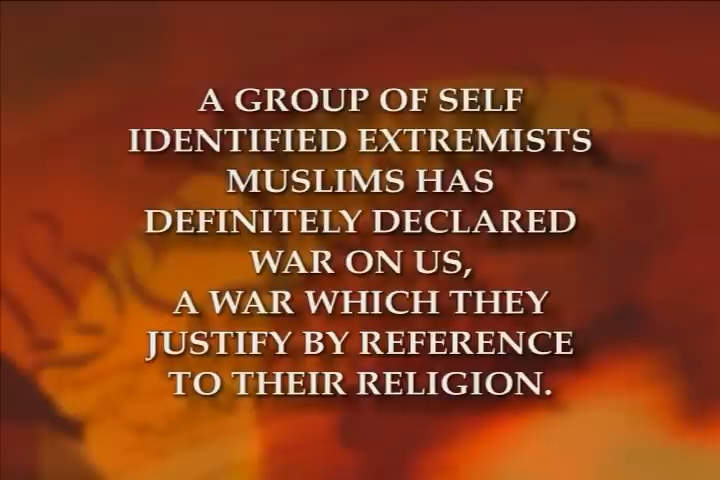 A GROUP OF SELF
IDENTIFIED EXTREMISTS
MUSLIMS HAS
DEFINITELY DECLARED
WAR ON US,
A WAR WHICH THEY
JUSTIFY BY REFERENCE
TO THEIR RELIGION.